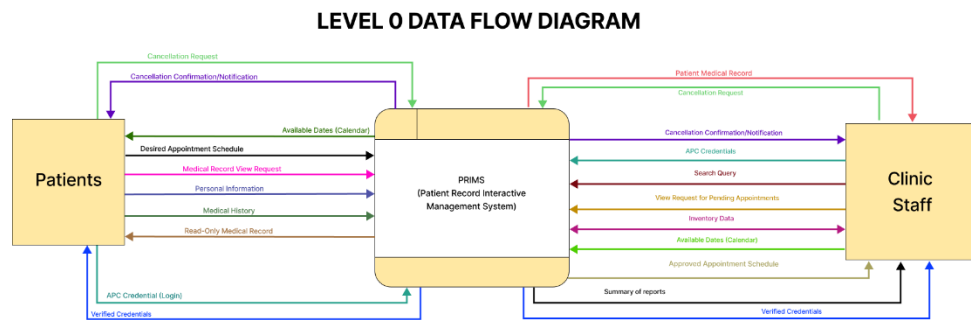 LEVEL 0 DATA FLOW DIAGRAM
Cancellation Request
Cancellation Confirmation/Notification
Patient Medical Record
Cancellation Request
Available Dates (Calendar)
Desired Appointment Schedule
Medical Record View Request
Personal Information
Medical History
Read-Only Medical Record
APC Credential (Login)
Verified Credentials
Patients
PRIMS
(Patient Record Interactive
Management System)
Cancellation Confirmation/Notification
APC Credentials
Search Query
View Request for Pending Appointments
Inventory Data
Available Dates (Calendar)
Approved Appointment Schedule
Summary of reports
Verified Credentials
Clinic
Staff